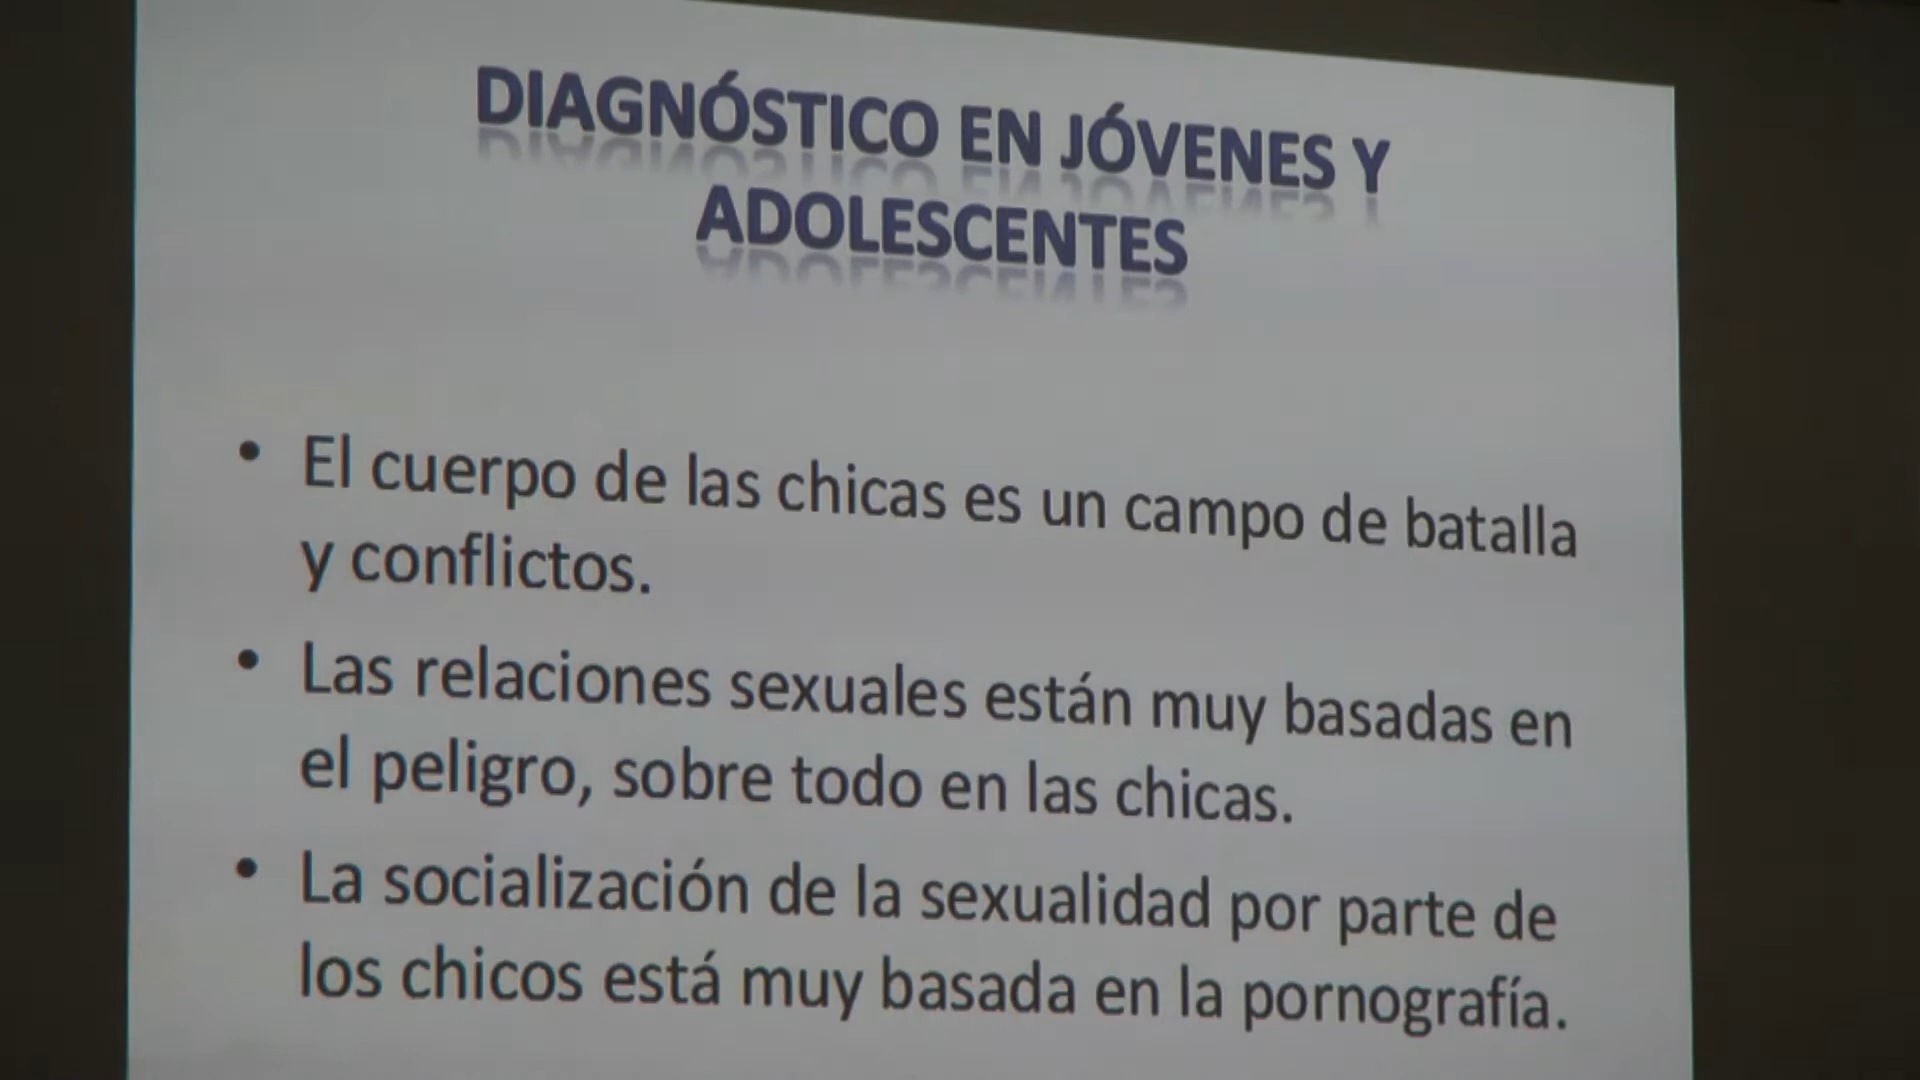 DIAGNÓSTICO EN JÓVENES Y
ADOLESCENTES
• El cuerpo de las chicas es un campo de batalla
y conflictos.
• Las relaciones sexuales están muy basadas en
el peligro, sobre todo en las chicas.
• La socialización de la sexualidad por parte de
los chicos está muy basada en la pornografía.